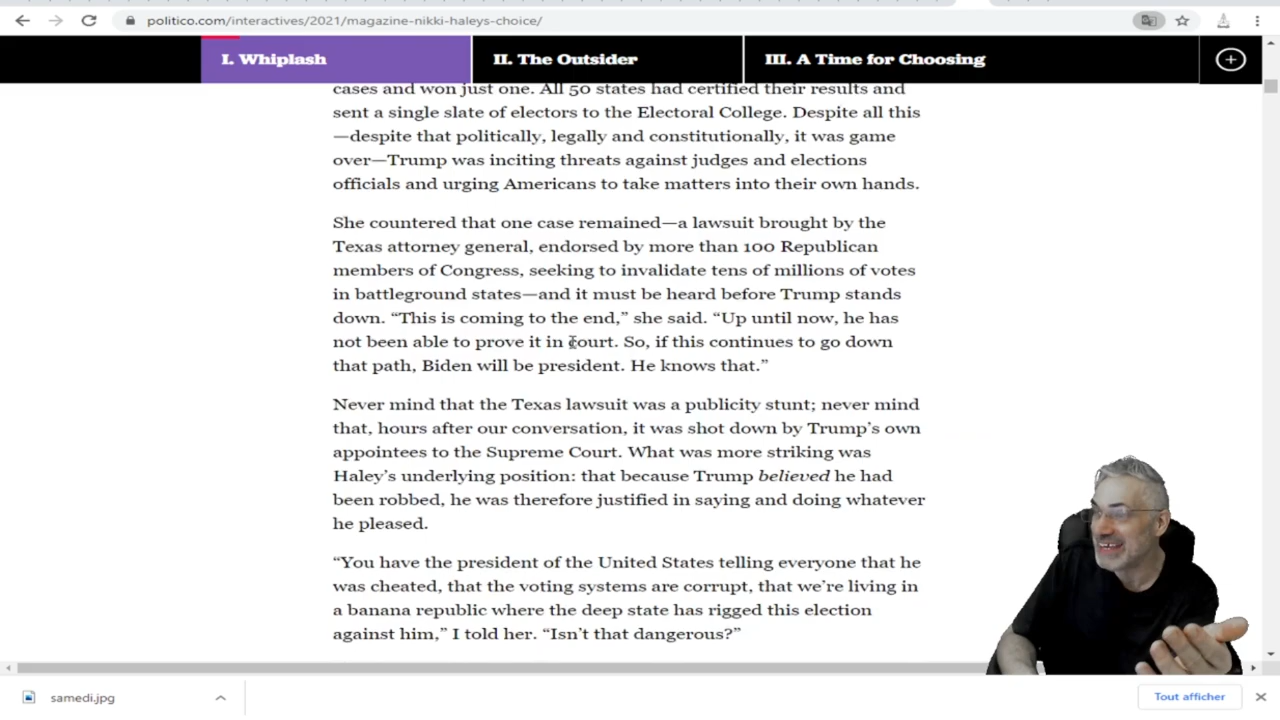 politico.com/interactives/2021/magazine-nikki-haleys-choice/
I. Whiplash
II. The Outsider
III. A Time for Choosing
cases and won just one. All 50 states had certified their results and
sent a single slate of electors to the Electoral College. Despite all this
—despite that politically, legally and constitutionally, it was game
over—Trump was inciting threats against judges and elections
officials and urging Americans to take matters into their own hands.
She countered that one case remained—a lawsuit brought by the
Texas attorney general, endorsed by more than 100 Republican
members of Congress, seeking to invalidate tens of millions of votes
in battleground states—and it must be heard before Trump stands
down. “This is coming to the end,” she said. “Up until now, he has
not been able to prove it in court. So, if this continues to go down
that path, Biden will be president. He knows that.”
Never mind that the Texas lawsuit was a publicity stunt; never mind
that, hours after our conversation, it was shot down by Trump’s own
appointees to the Supreme Court. What was more striking was
Haley’s underlying position: that because Trump believed he had
been robbed, he was therefore justified in saying and doing whatever
he pleased.
“You have the president of the United States telling everyone that he
was cheated, that the voting systems are corrupt, that we’re living in
a banana republic where the deep state has rigged this election
against him,” I told her. “Isn’t that dangerous?”
samedi.jpg
Tout afficher